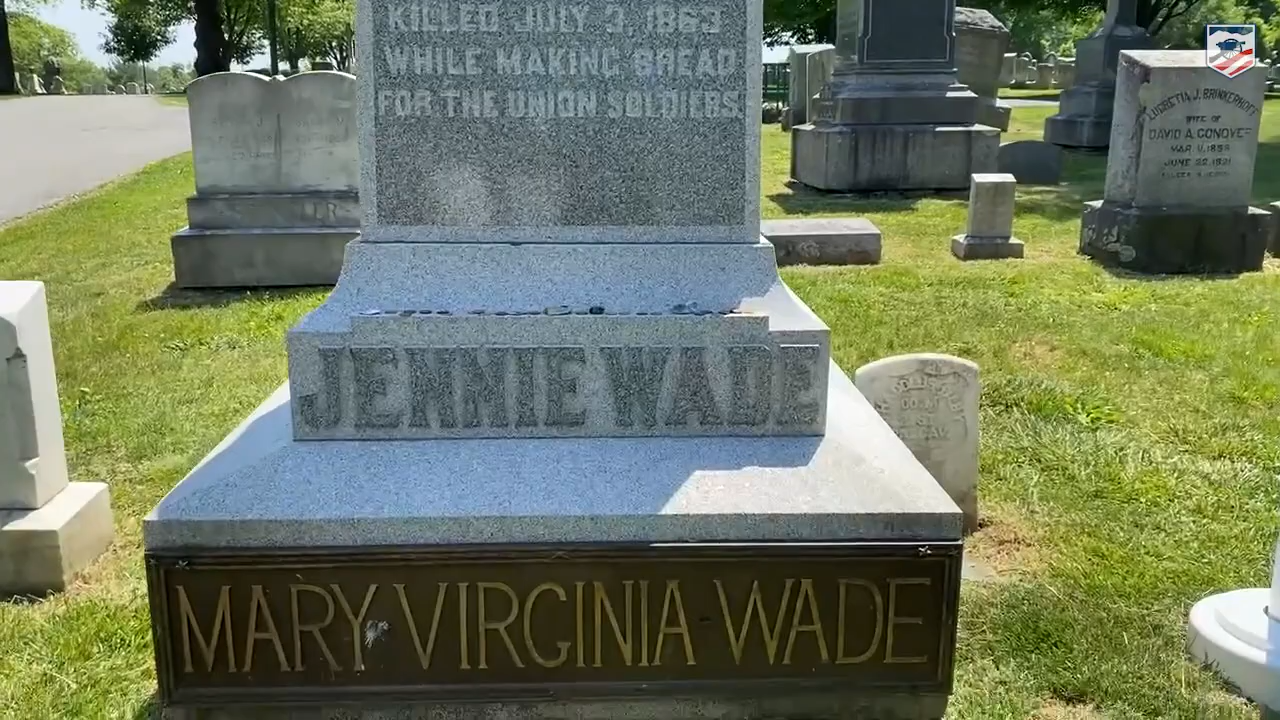 KILLED JULY 3, 1863
WHILE MAKING BREAD
FOR THE UNION SOLDIERS
JENNIE WADE
MARY VIRGINIA WADE
LUCRETIA J. BRINKERHOFF
WIFE OF
DAVID A. CONOVER
CO.